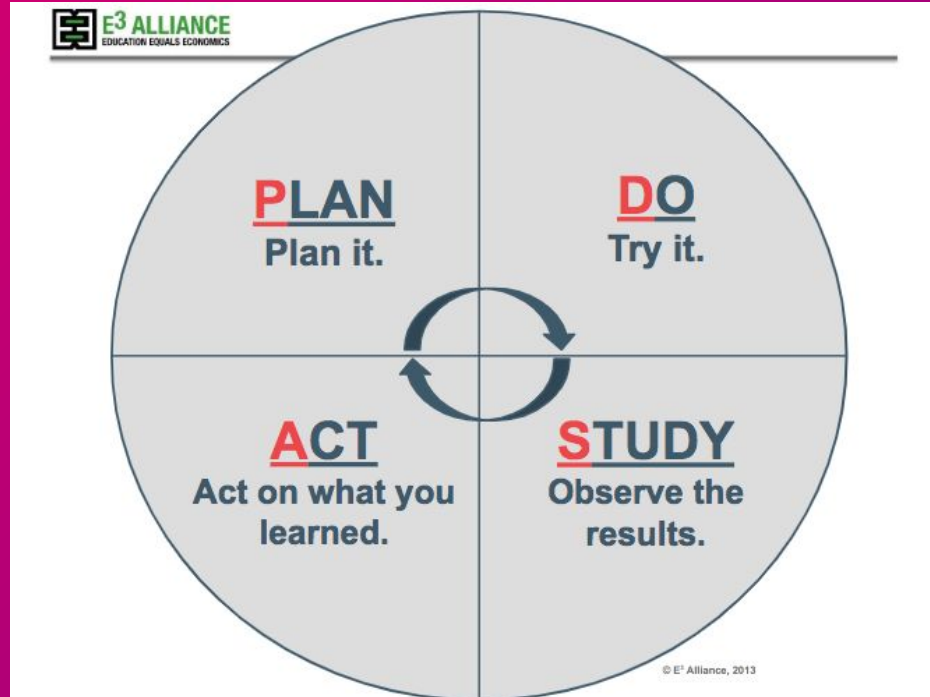 E3 ALLIANCE
EDUCATION EQUALS ECONOMICS
PLAN
Plan it.
DO
Try it.
ACT
Act on what you
learned.
STUDY
Observe the
results.
© E3 Alliance, 2013